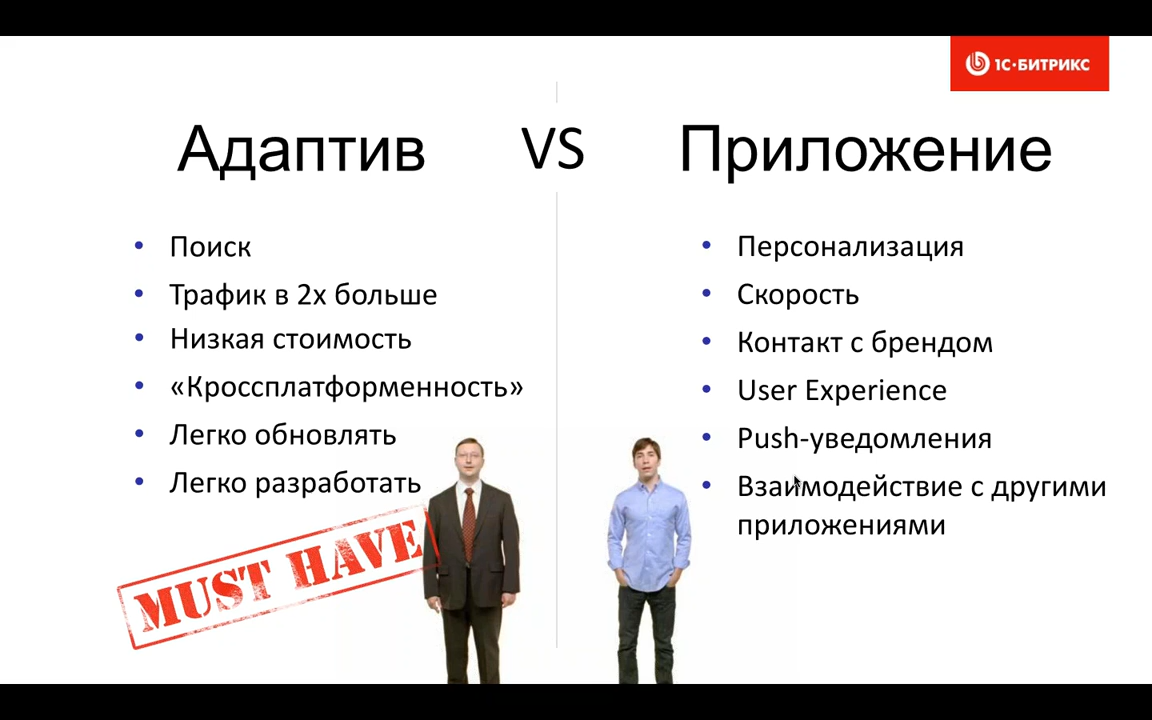 1С·БИТРИКС
Адаптив VS Приложение
Поиск
Трафик в 2х больше
Низкая стоимость
«Кроссплатформенность»
Легко обновлять
Легко разработать
MUST HAVE
Персонализация
Скорость
Контакт с брендом
User Experience
Push-уведомления
Взаимодействие с другими
приложениями